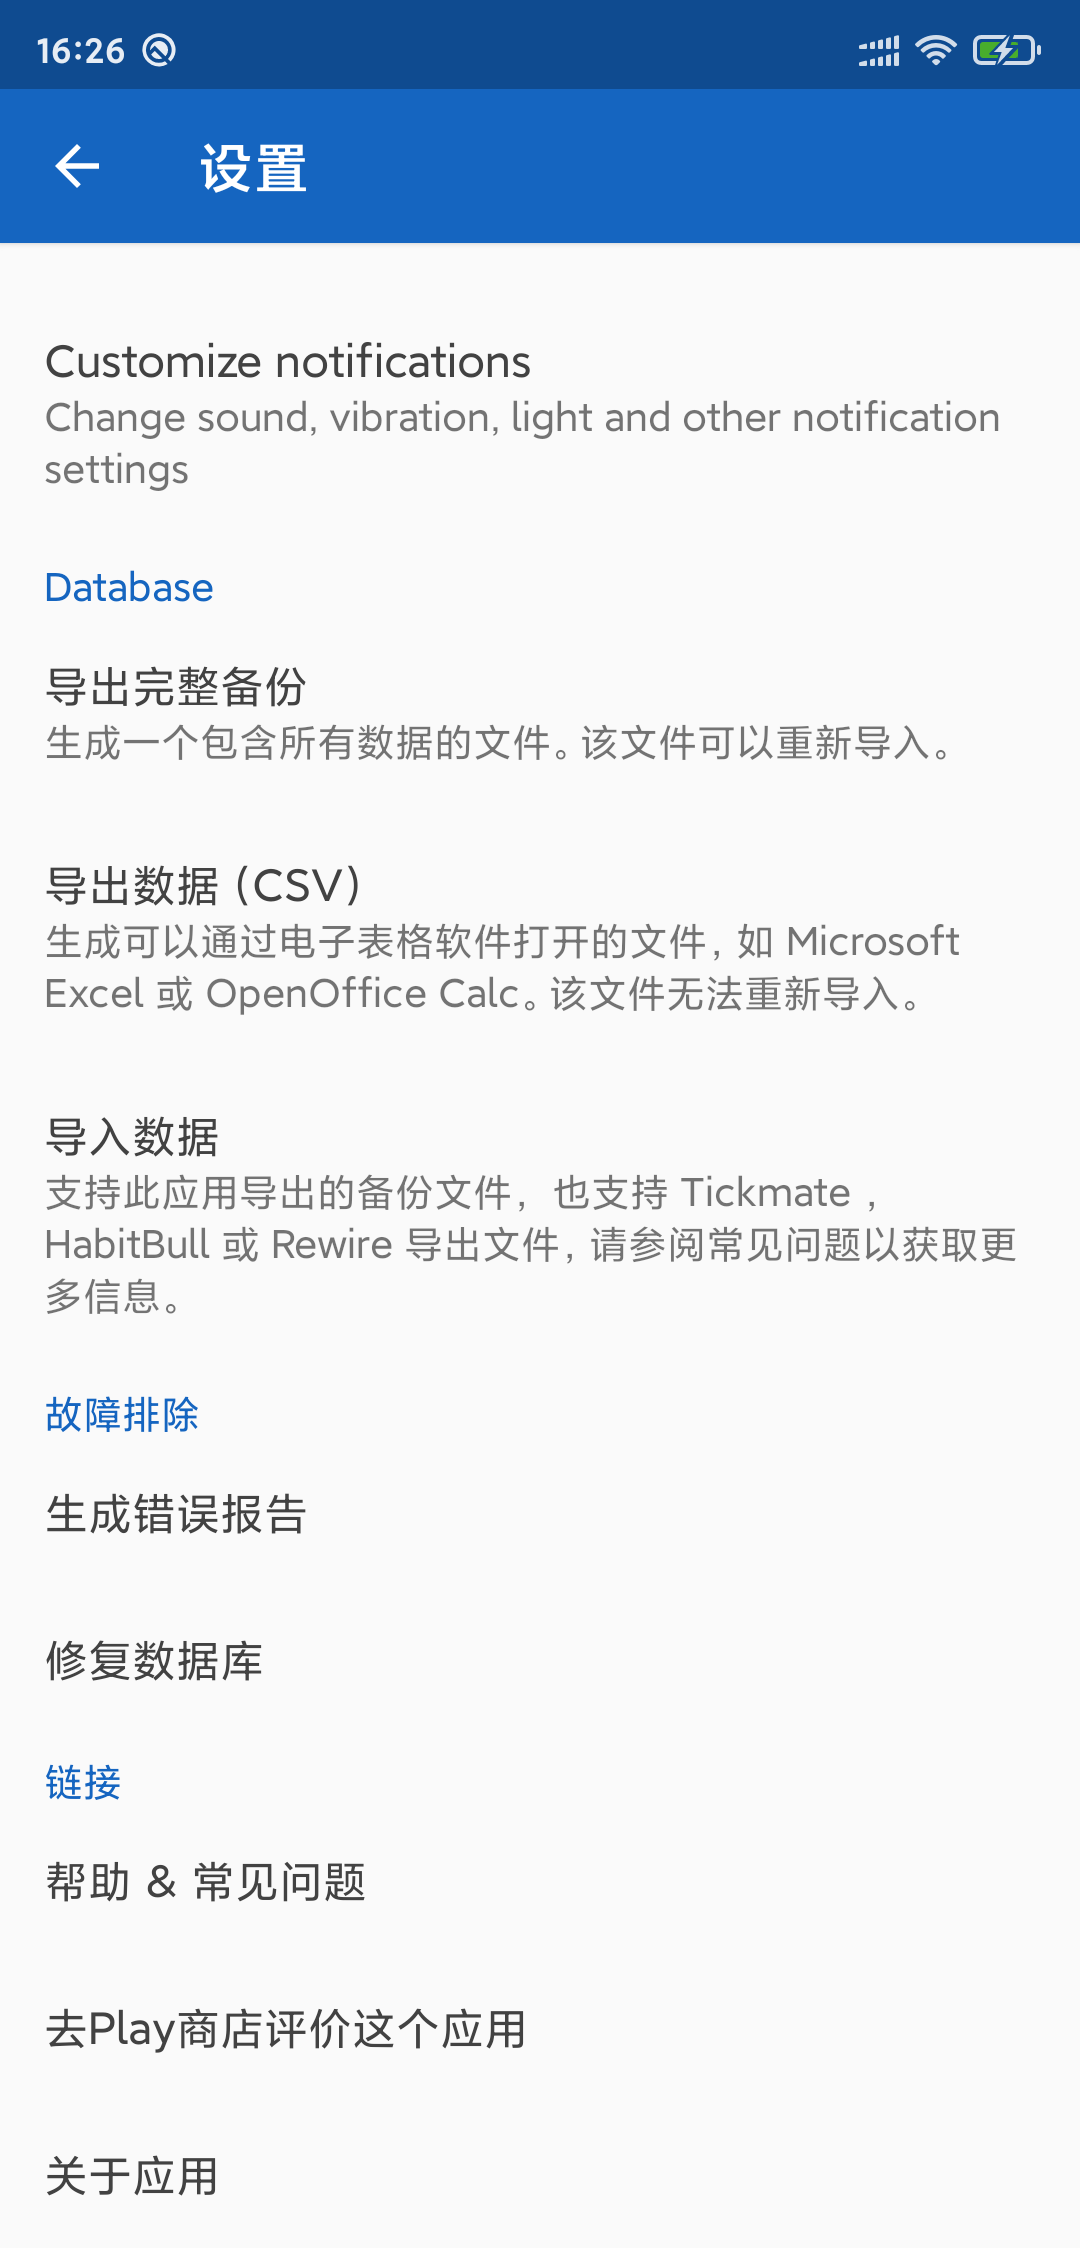 16:26
设置
Customize notifications
Change sound, vibration, light and other notification
settings
Database
导出完整备份
生成一个包含所有数据的文件。该文件可以重新导入。
导出数据 (CSV)
生成可以通过电子表格软件打开的文件, 如 Microsoft
Excel 或 OpenOffice Calc。该文件无法重新导入。
导入数据
支持此应用导出的备份文件， 也支持 Tickmate ,
HabitBull 或 Rewire 导出文件, 请参阅常见问题以获取更
多信息。
故障排除
生成错误报告
修复数据库
链接
帮助 & 常见问题
去Play商店评价这个应用
关于应用